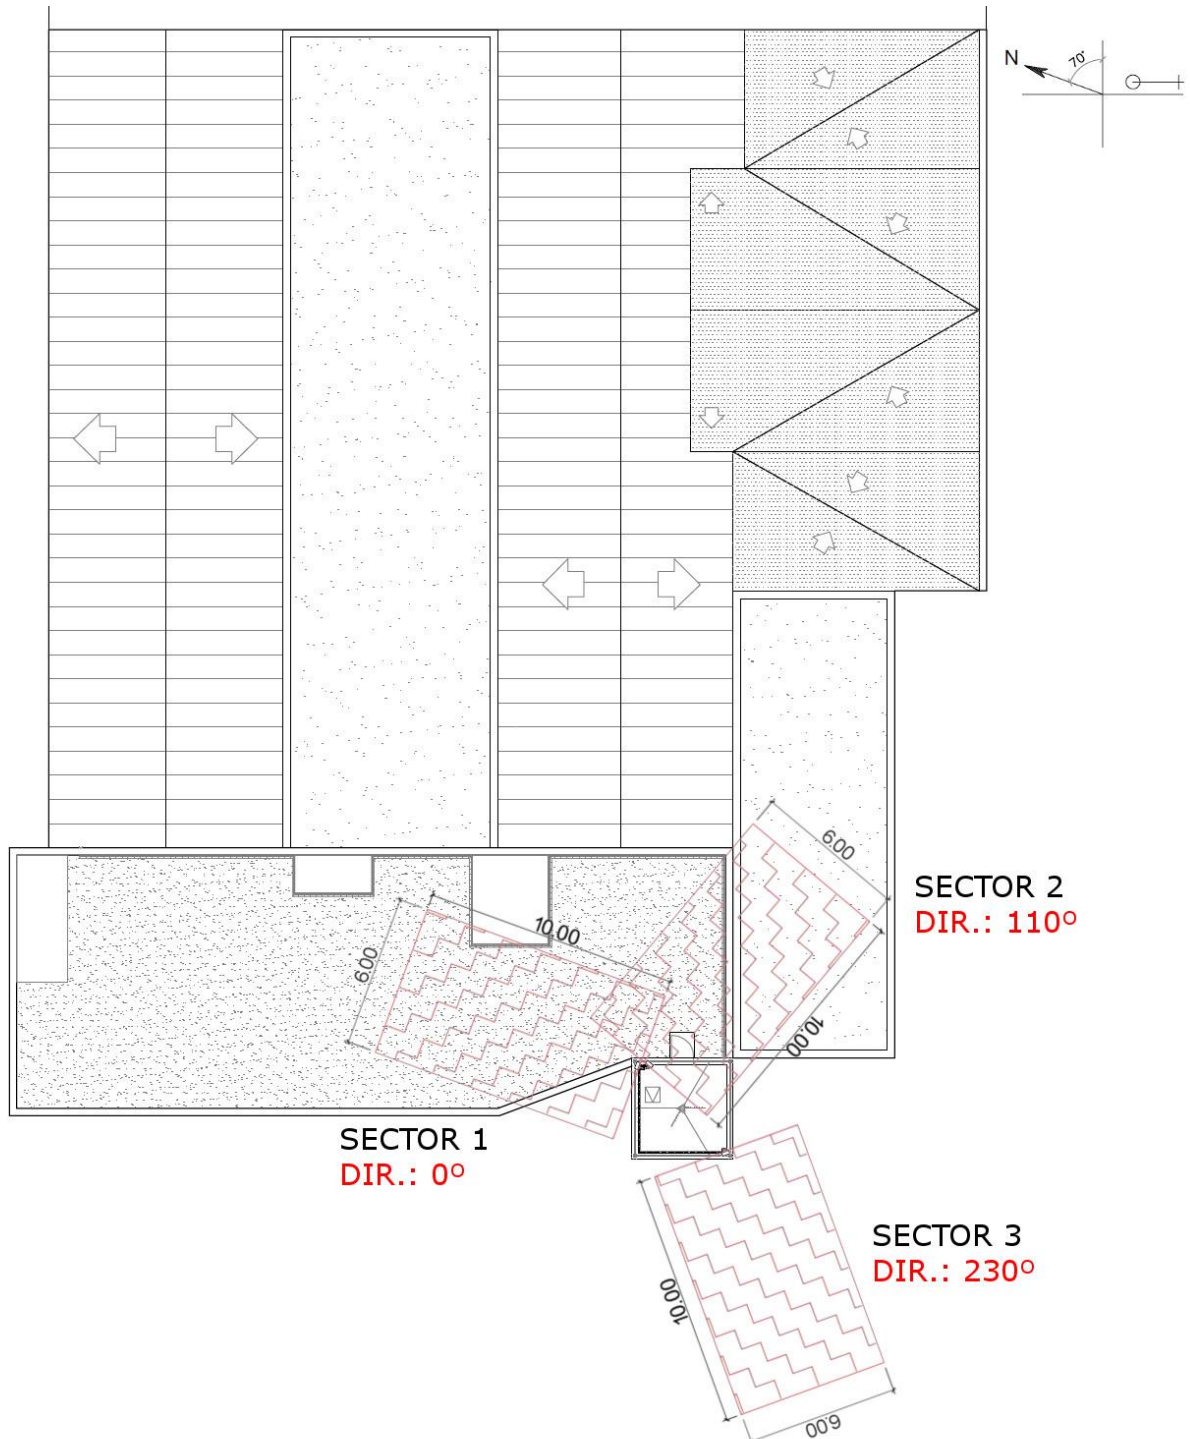 N
70°
6.00
SECTOR 2
DIR.: 110º
10.00
6.00
10.00
SECTOR 1
DIR.: 0º
SECTOR 3
DIR.: 230º
10.00
6.00